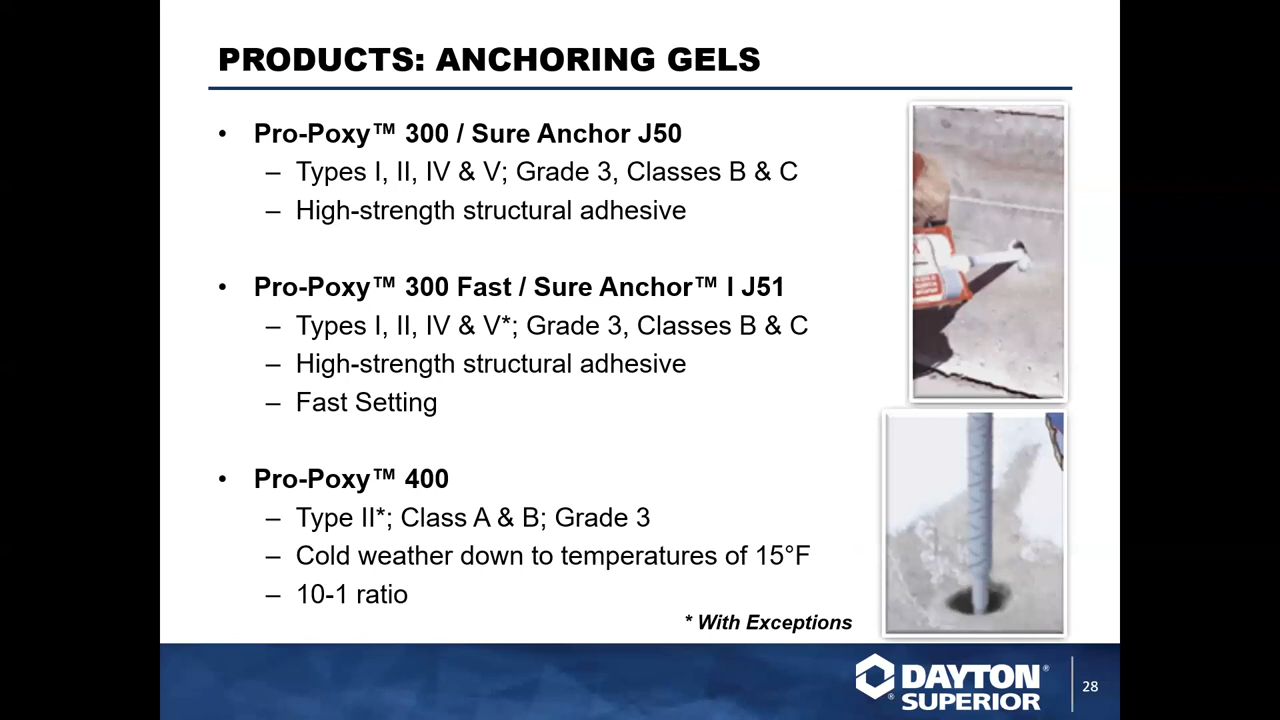 PRODUCTS: ANCHORING GELS
• Pro-Poxy™ 300 / Sure Anchor J50
– Types I, II, IV & V; Grade 3, Classes B & C
– High-strength structural adhesive
• Pro-Poxy™ 300 Fast / Sure Anchor™ I J51
– Types I, II, IV & V*; Grade 3, Classes B & C
– High-strength structural adhesive
– Fast Setting
• Pro-Poxy™ 400
– Type II*; Class A & B; Grade 3
– Cold weather down to temperatures of 15°F
– 10-1 ratio
* With Exceptions
DAYTON®
® SUPERIOR
28